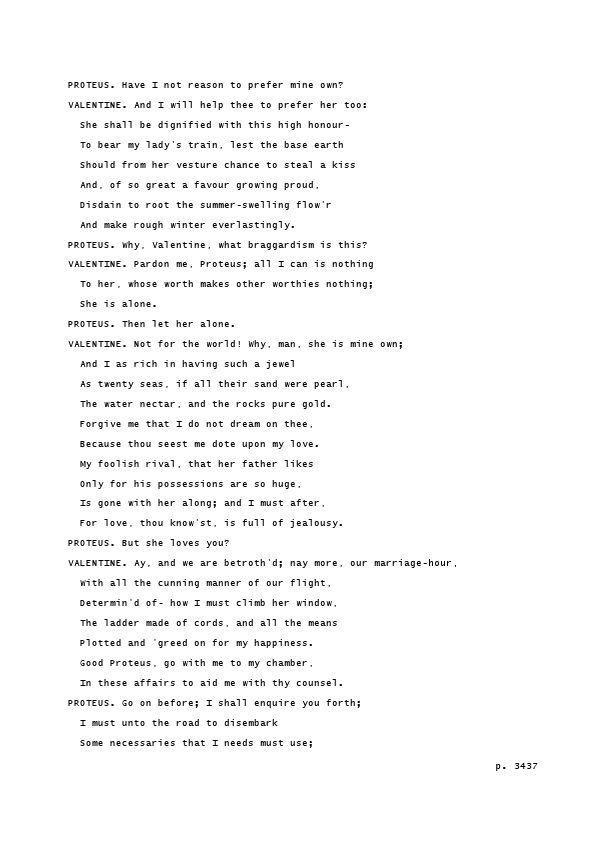 PROTEUS. Have I not reason to prefer mine own?
VALENTINE. And I will help thee to prefer her too:
She shall be dignified with this high honour-
To bear my lady's train, lest the base earth
Should from her vesture chance to steal a kiss
And, of so great a favour growing proud,
Disdain to root the summer-swelling flow'r
And make rough winter everlastingly.
PROTEUS. Why, Valentine, what braggardism is this?
VALENTINE. Pardon me, Proteus; all I can is nothing
To her, whose worth makes other worthies nothing;
She is alone.
PROTEUS. Then let her alone.
VALENTINE. Not for the world! Why, man, she is mine own;
And I as rich in having such a jewel
As twenty seas, if all their sand were pearl,
The water nectar, and the rocks pure gold.
Forgive me that I do not dream on thee,
Because thou seest me dote upon my love.
My foolish rival, that her father likes
Only for his possessions are so huge,
Is gone with her along; and I must after,
For love, thou know'st, is full of jealousy.
PROTEUS. But she loves you?
VALENTINE. Ay, and we are betroth'd; nay more, our marriage-hour,
With all the cunning manner of our flight,
Determin'd of- how I must climb her window,
The ladder made of cords, and all the means
Plotted and 'greed on for my happiness.
Good Proteus, go with me to my chamber,
In these affairs to aid me with thy counsel.
PROTEUS. Go on before; I shall enquire you forth;
I must unto the road to disembark
Some necessaries that I needs must use;
p. 3437